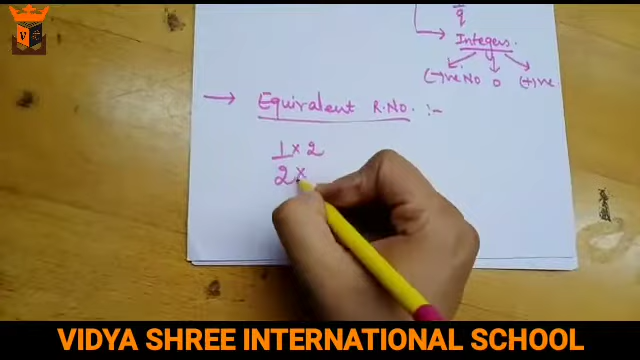 q
→ Integers.
(-)ve No 0 (+)ve
→ Equivalent R.No. :-
1 × 2
2 ×
VIDYA SHREE INTERNATIONAL SCHOOL